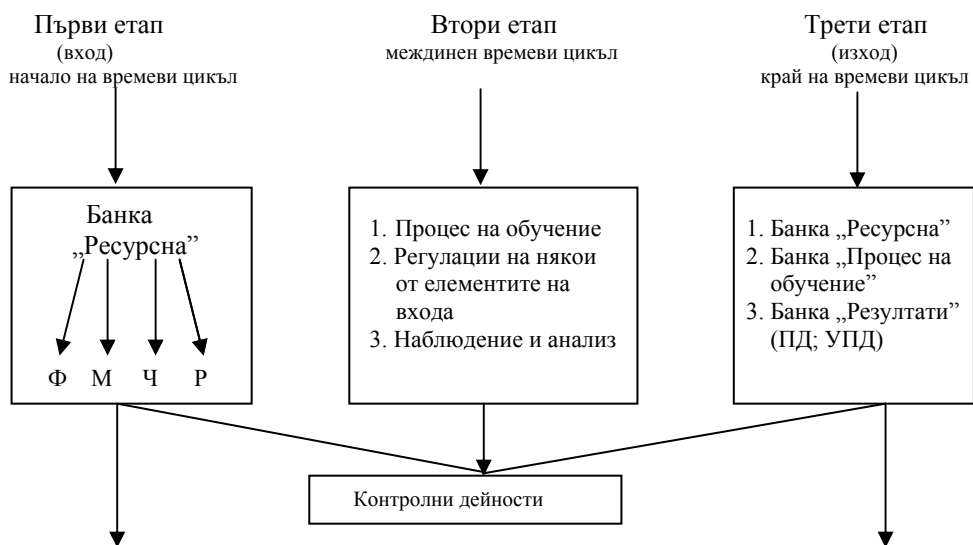 Първи етап
(вход)
начало на времеви цикъл
Втори етап
междинен времеви цикъл
Трети етап
(изход)
край на времеви цикъл
Банка
„Ресурсна”
Ф М Ч Р
1. Процес на обучение
2. Регулации на някои
от елементите на
входа
3. Наблюдение и анализ
1. Банка „Ресурсна”
2. Банка „Процес на
обучение”
3. Банка „Резултати”
(ПД; УПД)
Контролни дейности